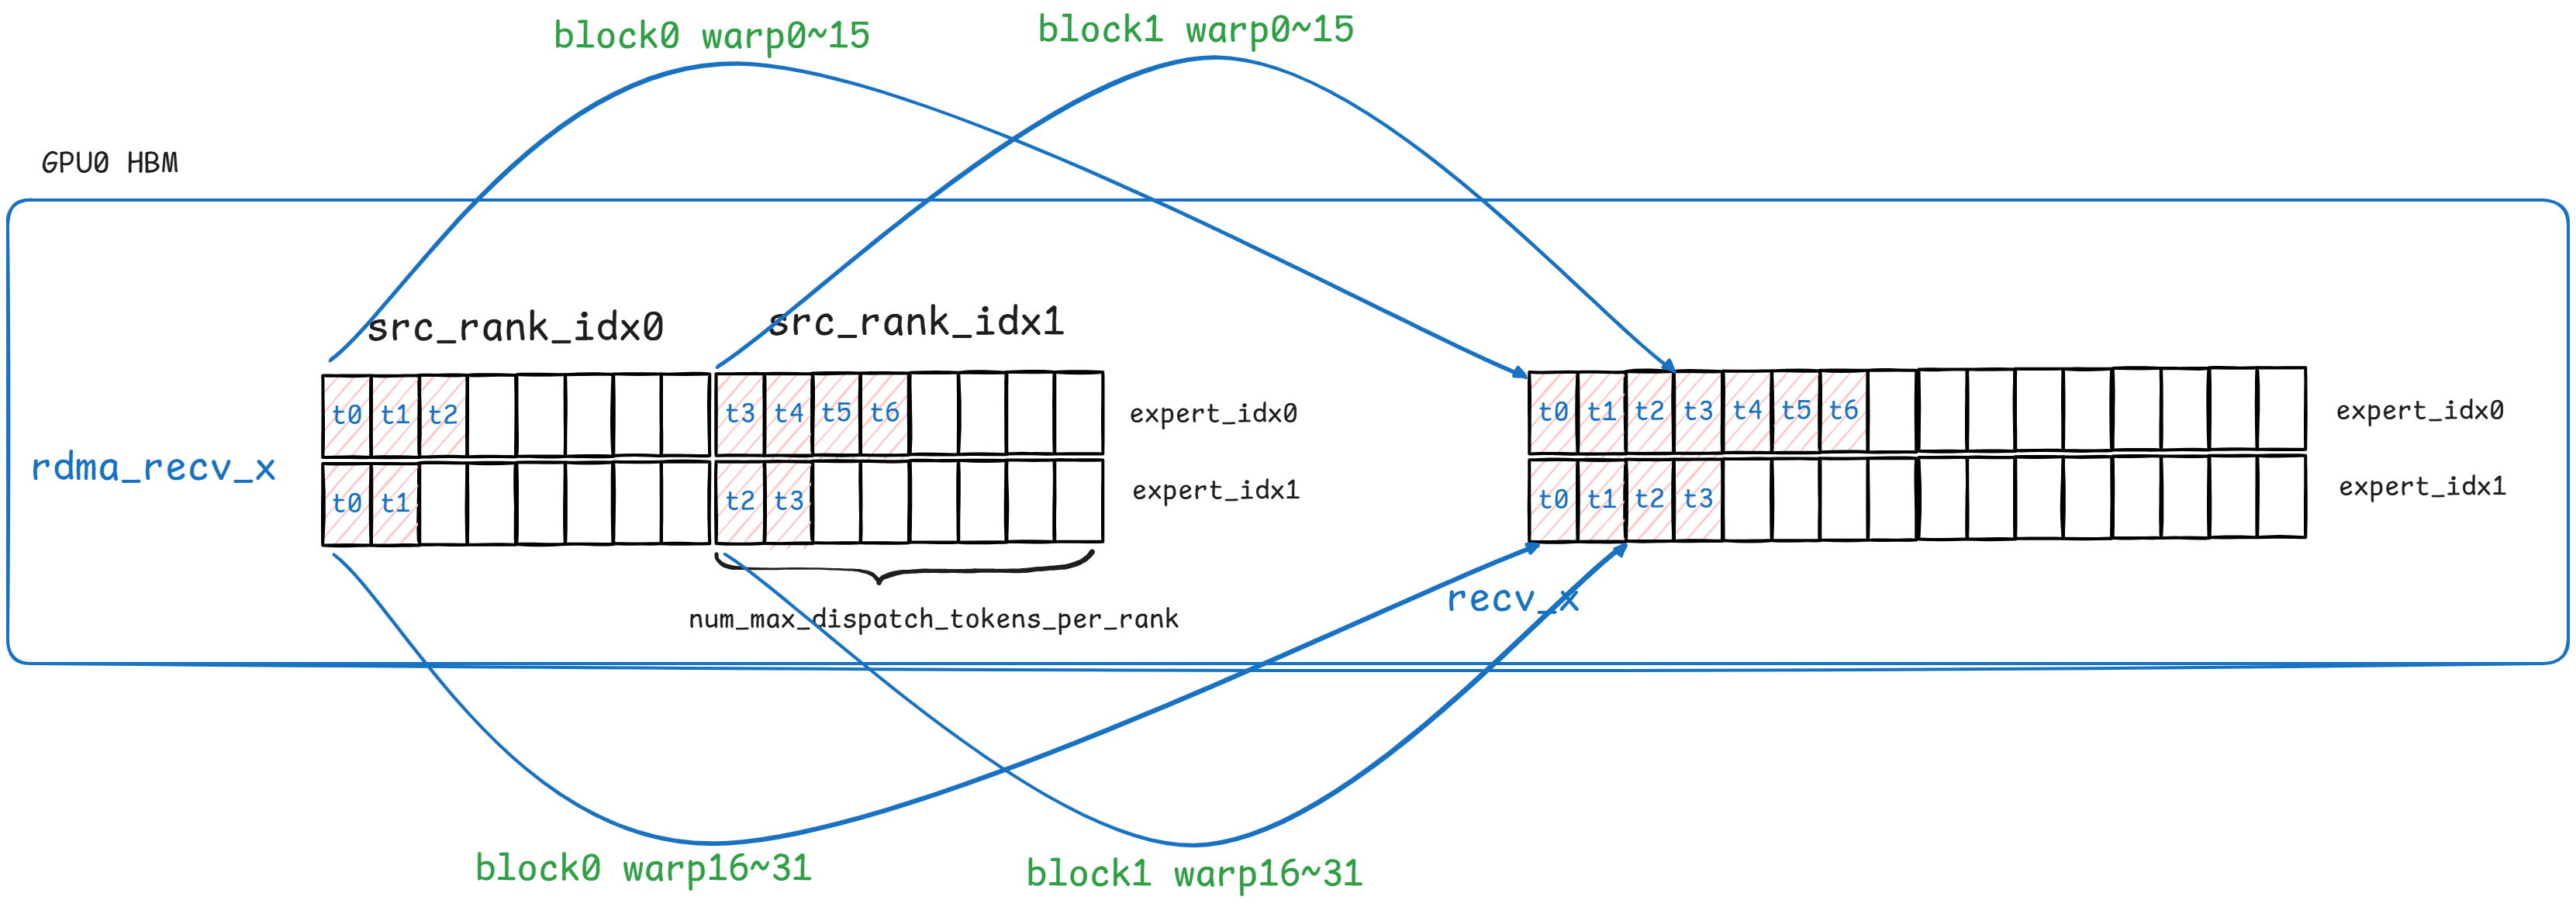 block0 warp0~15
block1 warp0~15
GPU0 HBM
src_rank_idx0
src_rank_idx1
t0 t1 t2
t3 t4 t5 t6
expert_idx0
t0 t1 t2 t3 t4 t5 t6
expert_idx0
rdma_recv_x
t0 t1
t2 t3
expert_idx1
t0 t1 t2 t3
expert_idx1
num_max_dispatch_tokens_per_rank
recv_x
block0 warp16~31
block1 warp16~31